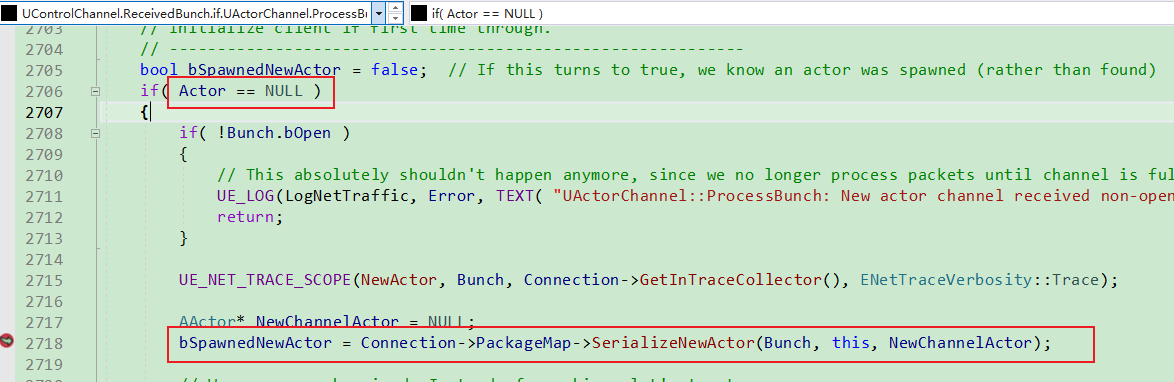 UControlChannel.ReceivedBunch.if.UActorChannel.ProcessBu if( Actor == NULL )
2703 // Initialize client if first time through.
2704 // ------------------------------------------------------------
2705 bool bSpawnedNewActor = false;  // If this turns to true, we know an actor was spawned (rather than found)
2706 if( Actor == NULL )
2707 {
2708 if( !Bunch.bOpen )
2709 {
2710 // This absolutely shouldn't happen anymore, since we no longer process packets until channel is ful
2711 UE_LOG(LogNetTraffic, Error, TEXT( "UActorChannel::ProcessBunch: New actor channel received non-open
2712 return;
2713 }
2714
2715 UE_NET_TRACE_SCOPE(NewActor, Bunch, Connection->GetInTraceCollector(), ENetTraceVerbosity::Trace);
2716
2717 AActor* NewChannelActor = NULL;
2718 bSpawnedNewActor = Connection->PackageMap->SerializeNewActor(Bunch, this, NewChannelActor);
2719